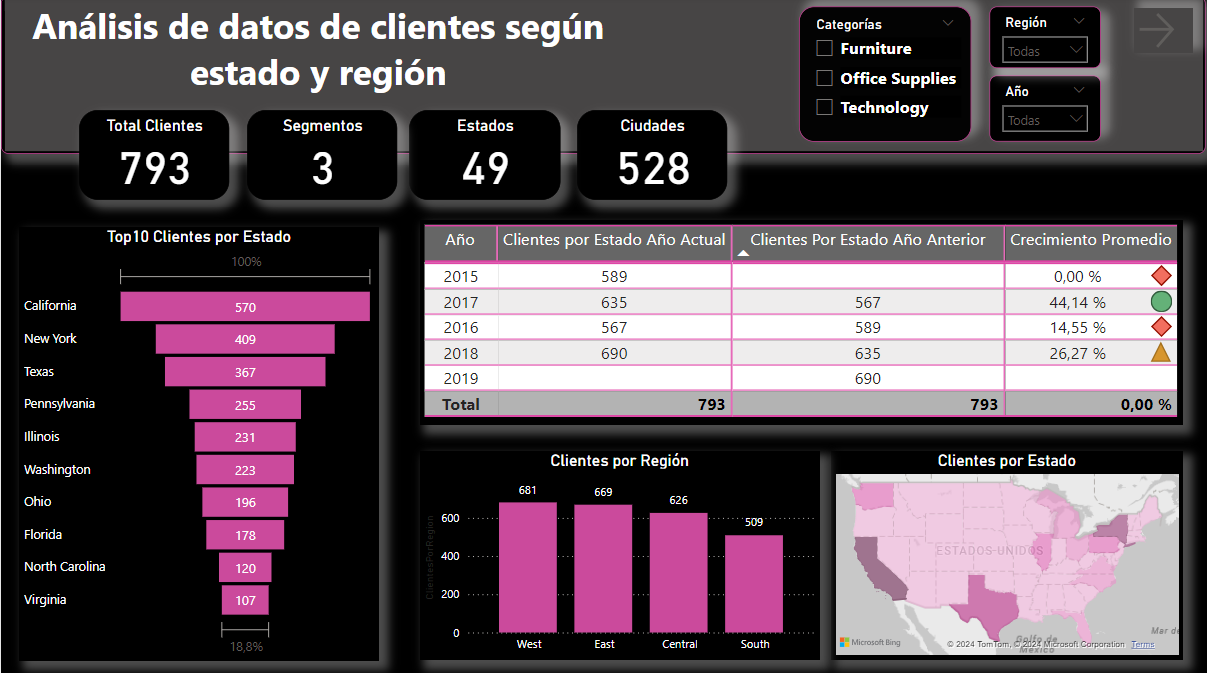 Análisis de datos de clientes según
estado y región
Categorías
Furniture
Office Supplies
Technology
Región
Todas
Año
Todas
Total Clientes
793
Segmentos
3
Estados
49
Ciudades
528
Top10 Clientes por Estado
100%
California 570
New York 409
Texas 367
Pennsylvania 255
Illinois 231
Washington 223
Ohio 196
Florida 178
North Carolina 120
Virginia 107
18,8%
Año Clientes por Estado Año Actual Clientes Por Estado Año Anterior Crecimiento Promedio
2015 589 0,00 %
2017 635 567 44,14 %
2016 567 589 14,55 %
2018 690 635 26,27 %
2019 690
Total 793 793 0,00 %
Clientes por Región
ClientesPorRegion
600
400
200
0
681
669
626
509
West East Central South
Clientes por Estado
ESTADOS UNIDOS
Golfo de
México
Mar de
Microsoft Bing
© 2024 TomTom, © 2024 Microsoft Corporation Terms